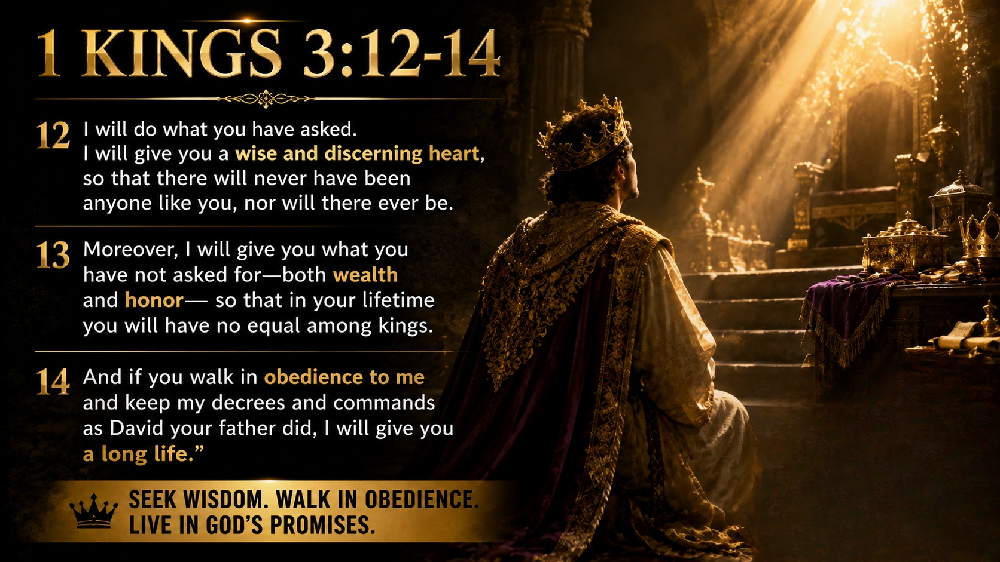 1 KINGS 3:12-14
12 I will do what you have asked.
I will give you a wise and discerning heart,
so that there will never have been
anyone like you, nor will there ever be.
13 Moreover, I will give you what you
have not asked for—both wealth
and honor— so that in your lifetime
you will have no equal among kings.
14 And if you walk in obedience to me
and keep my decrees and commands
as David your father did, I will give you
a long life.”
SEEK WISDOM. WALK IN OBEDIENCE.
LIVE IN GOD’S PROMISES.